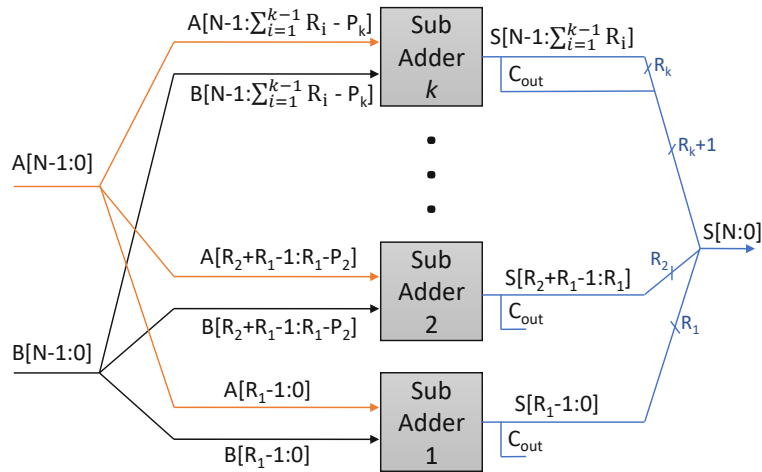 A[N-1:∑_{i=1}^{k-1} R_i - P_k]
Sub
Adder
k
S[N-1:∑_{i=1}^{k-1} R_i]
C_out
R_k
B[N-1:∑_{i=1}^{k-1} R_i - P_k]
R_k+1
A[N-1:0]
S[N:0]
A[R_2+R_1-1:R_1-P_2]
Sub
Adder
2
S[R_2+R_1-1:R_1]
R_2
C_out
B[R_2+R_1-1:R_1-P_2]
R_1
B[N-1:0]
A[R_1-1:0]
Sub
Adder
1
S[R_1-1:0]
C_out
B[R_1-1:0]